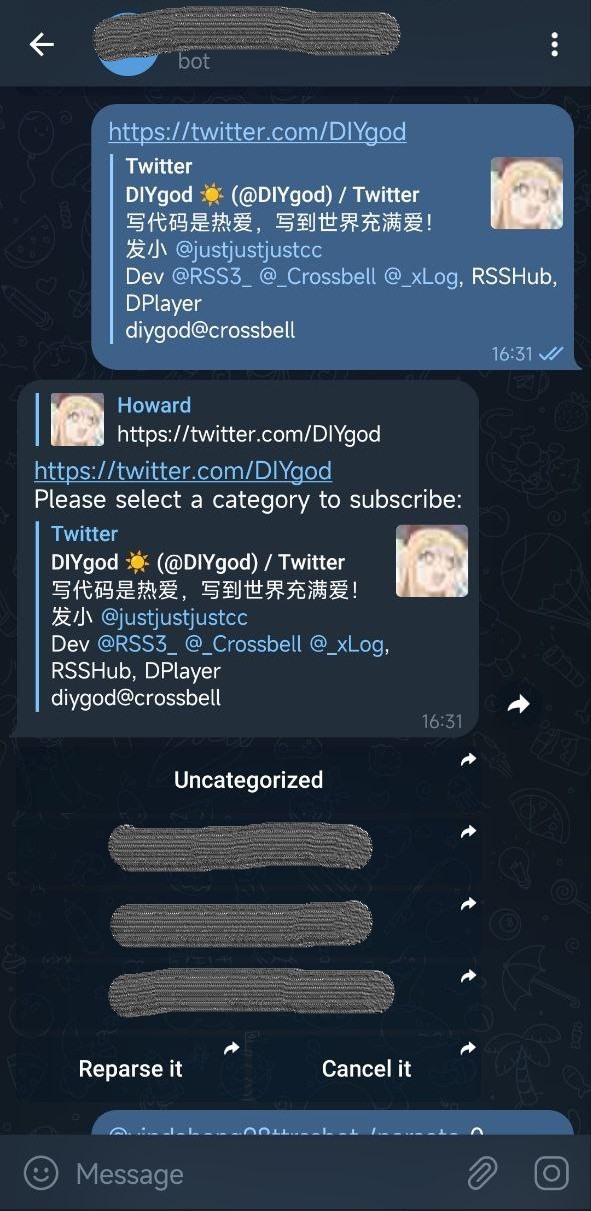 bot
https://twitter.com/DIYgod
Twitter
DIYgod ☀️ (@DIYgod) / Twitter
写代码是热爱，写到世界充满爱！
发小 @justjustjustcc
Dev @RSS3_ @_Crossbell @_xLog, RSSHub,
DPlayer
diygod@crossbell
16:31
Howard
https://twitter.com/DIYgod
https://twitter.com/DIYgod
Please select a category to subscribe:
Twitter
DIYgod ☀️ (@DIYgod) / Twitter
写代码是热爱，写到世界充满爱！
发小 @justjustjustcc
Dev @RSS3_ @_Crossbell @_xLog,
RSSHub, DPlayer
diygod@crossbell
16:31
Uncategorized
Reparse it
Cancel it
Message